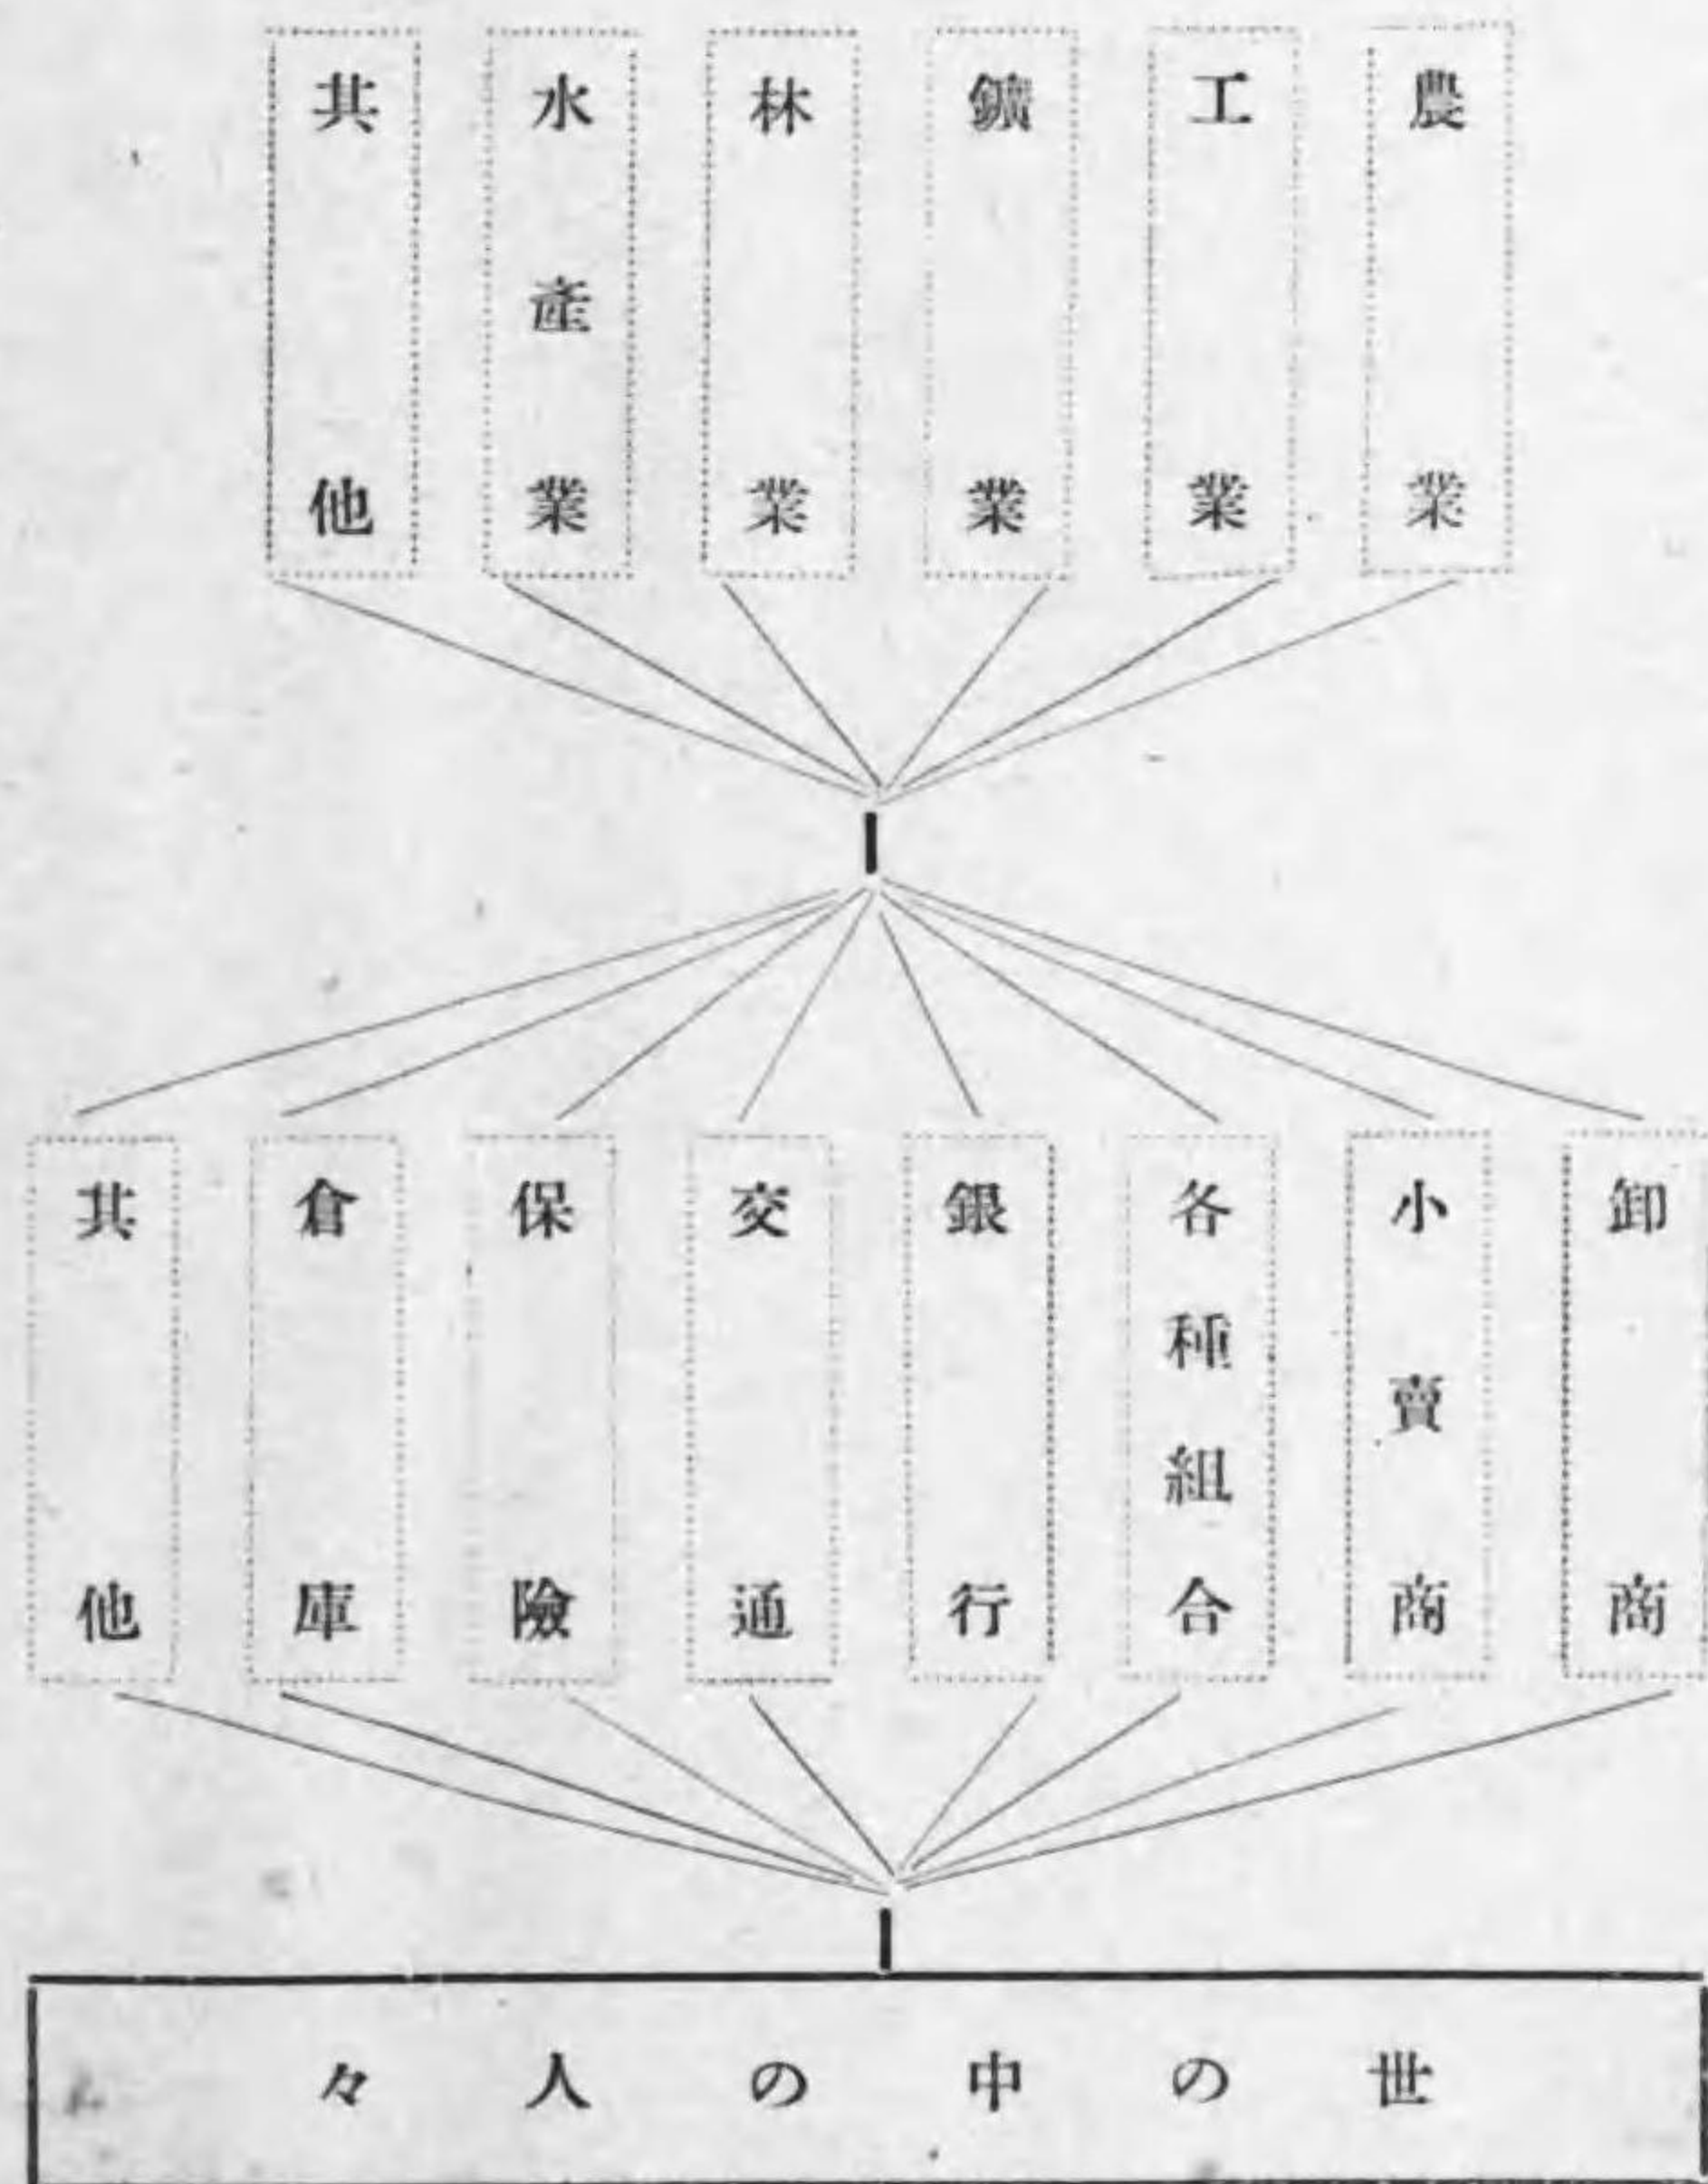 農業
工業
鑛業
林業
水產業
其他
卸商
小賣商
各種組合
銀行
交通
保險
倉庫
其他
世の中の人々